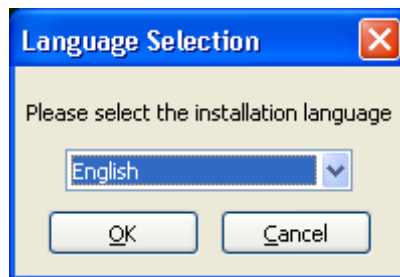 Language Selection
Please select the installation language
English
OK
Cancel